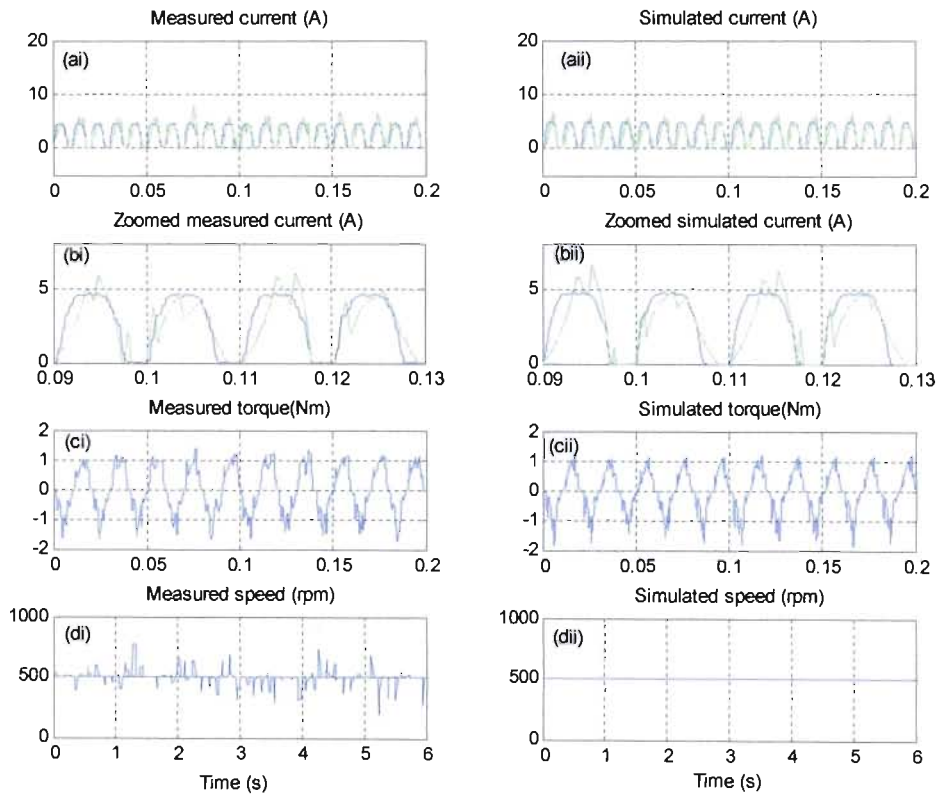 Measured current (A)
Simulated current (A)
20
10
0
(ai)
0 0.05 0.1 0.15 0.2
20
10
0
(aii)
0 0.05 0.1 0.15 0.2
Zoomed measured current (A)
Zoomed simulated current (A)
5
0
(bi)
0.09 0.1 0.11 0.12 0.13
5
0
(bii)
0.09 0.1 0.11 0.12 0.13
Measured torque(Nm)
Simulated torque(Nm)
2
1
0
-1
-2
(ci)
0 0.05 0.1 0.15 0.2
2
1
0
-1
-2
(cii)
0 0.05 0.1 0.15 0.2
Measured speed (rpm)
Simulated speed (rpm)
1000
500
0
(di)
0 1 2 3 4 5 6
Time (s)
1000
500
0
(dii)
0 1 2 3 4 5 6
Time (s)